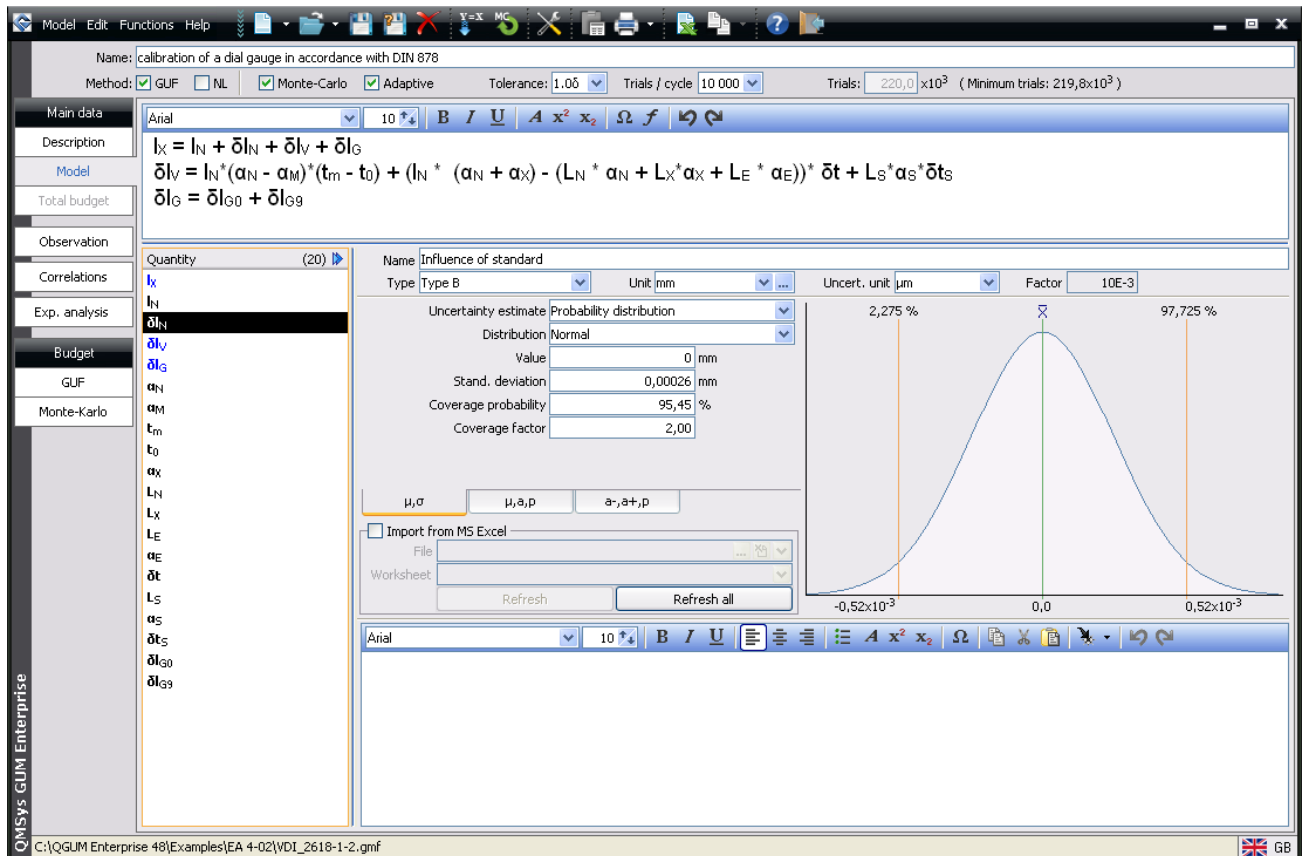 Model Edit Functions Help
Y=X MC
Name: calibration of a dial gauge in accordance with DIN 878
Method: GUF NL Monte-Carlo Adaptive Tolerance: 1.0δ Trials / cycle 10 000 Trials: 220,0 x10³ ( Minimum trials: 219,8x10³ )
Main data
Description
Model
Total budget
Observation
Correlations
Exp. analysis
Budget
GUF
Monte-Karlo
Arial 10 B I U A x² x₂ Ω f
lX = lN + δlN + δlV + δlG
δlV = lN*(αN - αM)*(tm - t0) + (lN * (αN + αX) - (LN * αN + LX*αX + LE * αE))* δt + LS*αS*δtS
δlG = δlG0 + δlG9
Quantity (20)
lX
lN
δlN
δlV
δlG
αN
αM
tm
t0
αX
LN
LX
LE
αE
δt
LS
αS
δtS
δlG0
δlG9
Name Influence of standard
Type Type B Unit mm ... Uncert. unit µm Factor 10E-3
Uncertainty estimate Probability distribution
Distribution Normal
Value 0 mm
Stand. deviation 0,00026 mm
Coverage probability 95,45 %
Coverage factor 2,00
µ,σ µ,a,p a-,a+,p
Import from MS Excel
File ...
Worksheet
Refresh Refresh all
2,275 % x̅ 97,725 %
-0,52x10⁻³ 0,0 0,52x10⁻³
Arial 10 B I U A x² x₂ Ω
QMSys GUM Enterprise
C:\QGUM Enterprise 48\Examples\EA 4-02\VDI_2618-1-2.gmf GB